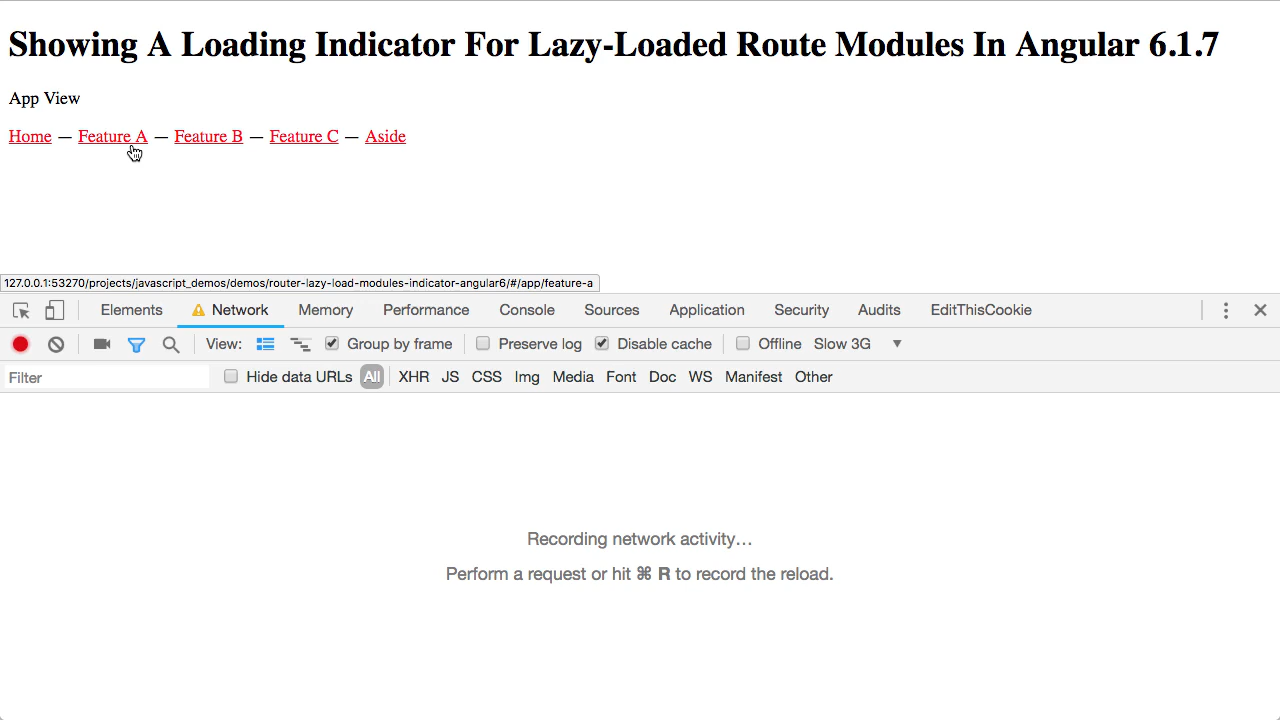 Showing A Loading Indicator For Lazy-Loaded Route Modules In Angular 6.1.7
App View
Home — Feature A — Feature B — Feature C — Aside
127.0.0.1:53270/projects/javascript_demos/demos/router-lazy-load-modules-indicator-angular6/#/app/feature-a
Elements Network Memory Performance Console Sources Application Security Audits EditThisCookie
View: Group by frame Preserve log Disable cache Offline Slow 3G
Filter Hide data URLs All XHR JS CSS Img Media Font Doc WS Manifest Other
Recording network activity…
Perform a request or hit ⌘ R to record the reload.